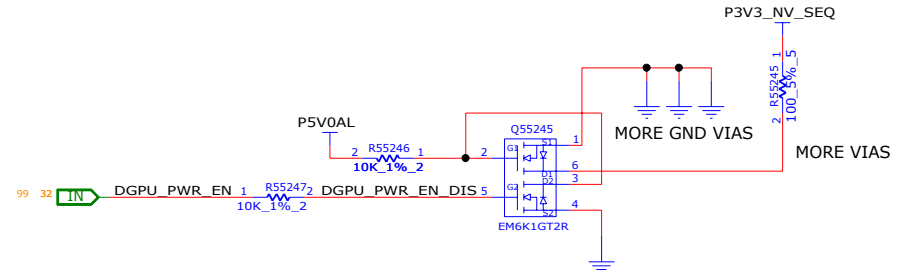 P3V3_NV_SEQ
1
R55245
100_5%_5
2
MORE GND VIAS
MORE VIAS
P5V0AL
2 R55246 1
10K_1%_2
Q55245
2 G1 S1 1
D1 6
D2 3
5 G2 S2 4
EM6K1GT2R
99 32 IN DGPU_PWR_EN 1 R55247 2 DGPU_PWR_EN_DIS
10K_1%_2